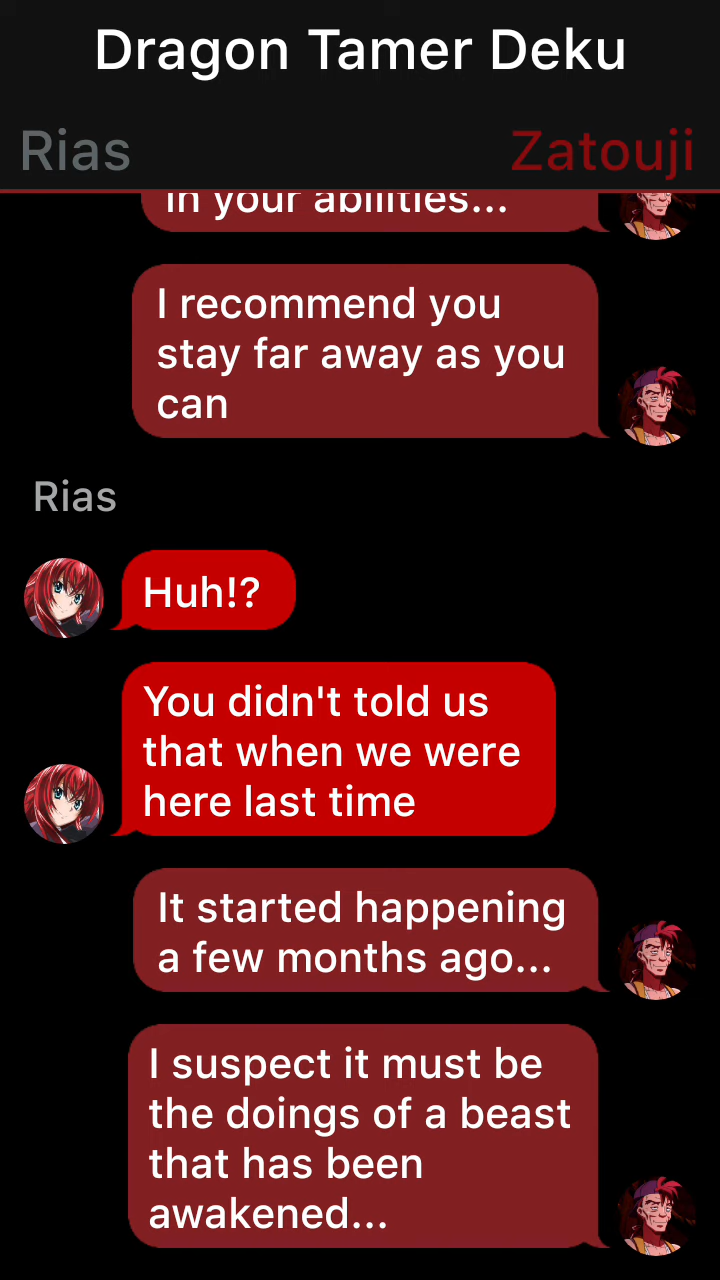 Dragon Tamer Deku
Rias
Zatouji
in your abilities...
I recommend you
stay far away as you
can
Rias
Huh!?
You didn't told us
that when we were
here last time
It started happening
a few months ago...
I suspect it must be
the doings of a beast
that has been
awakened...